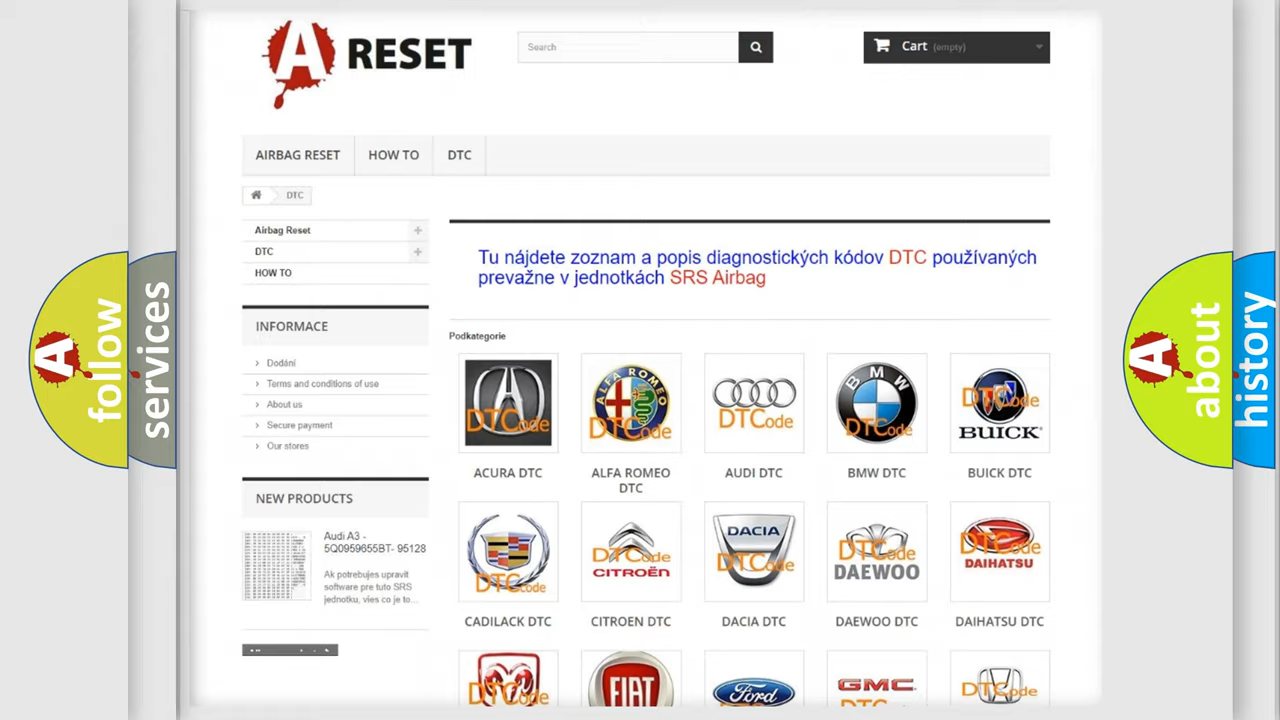 A RESET
Search
Cart (empty)
AIRBAG RESET
HOW TO
DTC
DTC
Airbag Reset
DTC
HOW TO
INFORMACE
Dodání
Terms and conditions of use
About us
Secure payment
Our stores
NEW PRODUCTS
Audi A3 -
5Q0959655BT- 95128
Ak potrebujes upravit
software pre tuto SRS
jednotku, vies co je to...
Tu nájdete zoznam a popis diagnostických kódov DTC používaných
prevažne v jednotkách SRS Airbag
Podkategorie
DTCode
ALFA ROMEO
DTCode
DTCode
BMW
DTCode
DTCode
BUICK
ACURA DTC
ALFA ROMEO
DTC
AUDI DTC
BMW DTC
BUICK DTC
DTCode
DTCode
CITROËN
DACIA
DTCode
DTCode
DAEWOO
DTCode
DAIHATSU
CADILACK DTC
CITROEN DTC
DACIA DTC
DAEWOO DTC
DAIHATSU DTC
DTCode
FIAT
Ford
DTCode
GMC
DTCode
A follow
services
A about
history